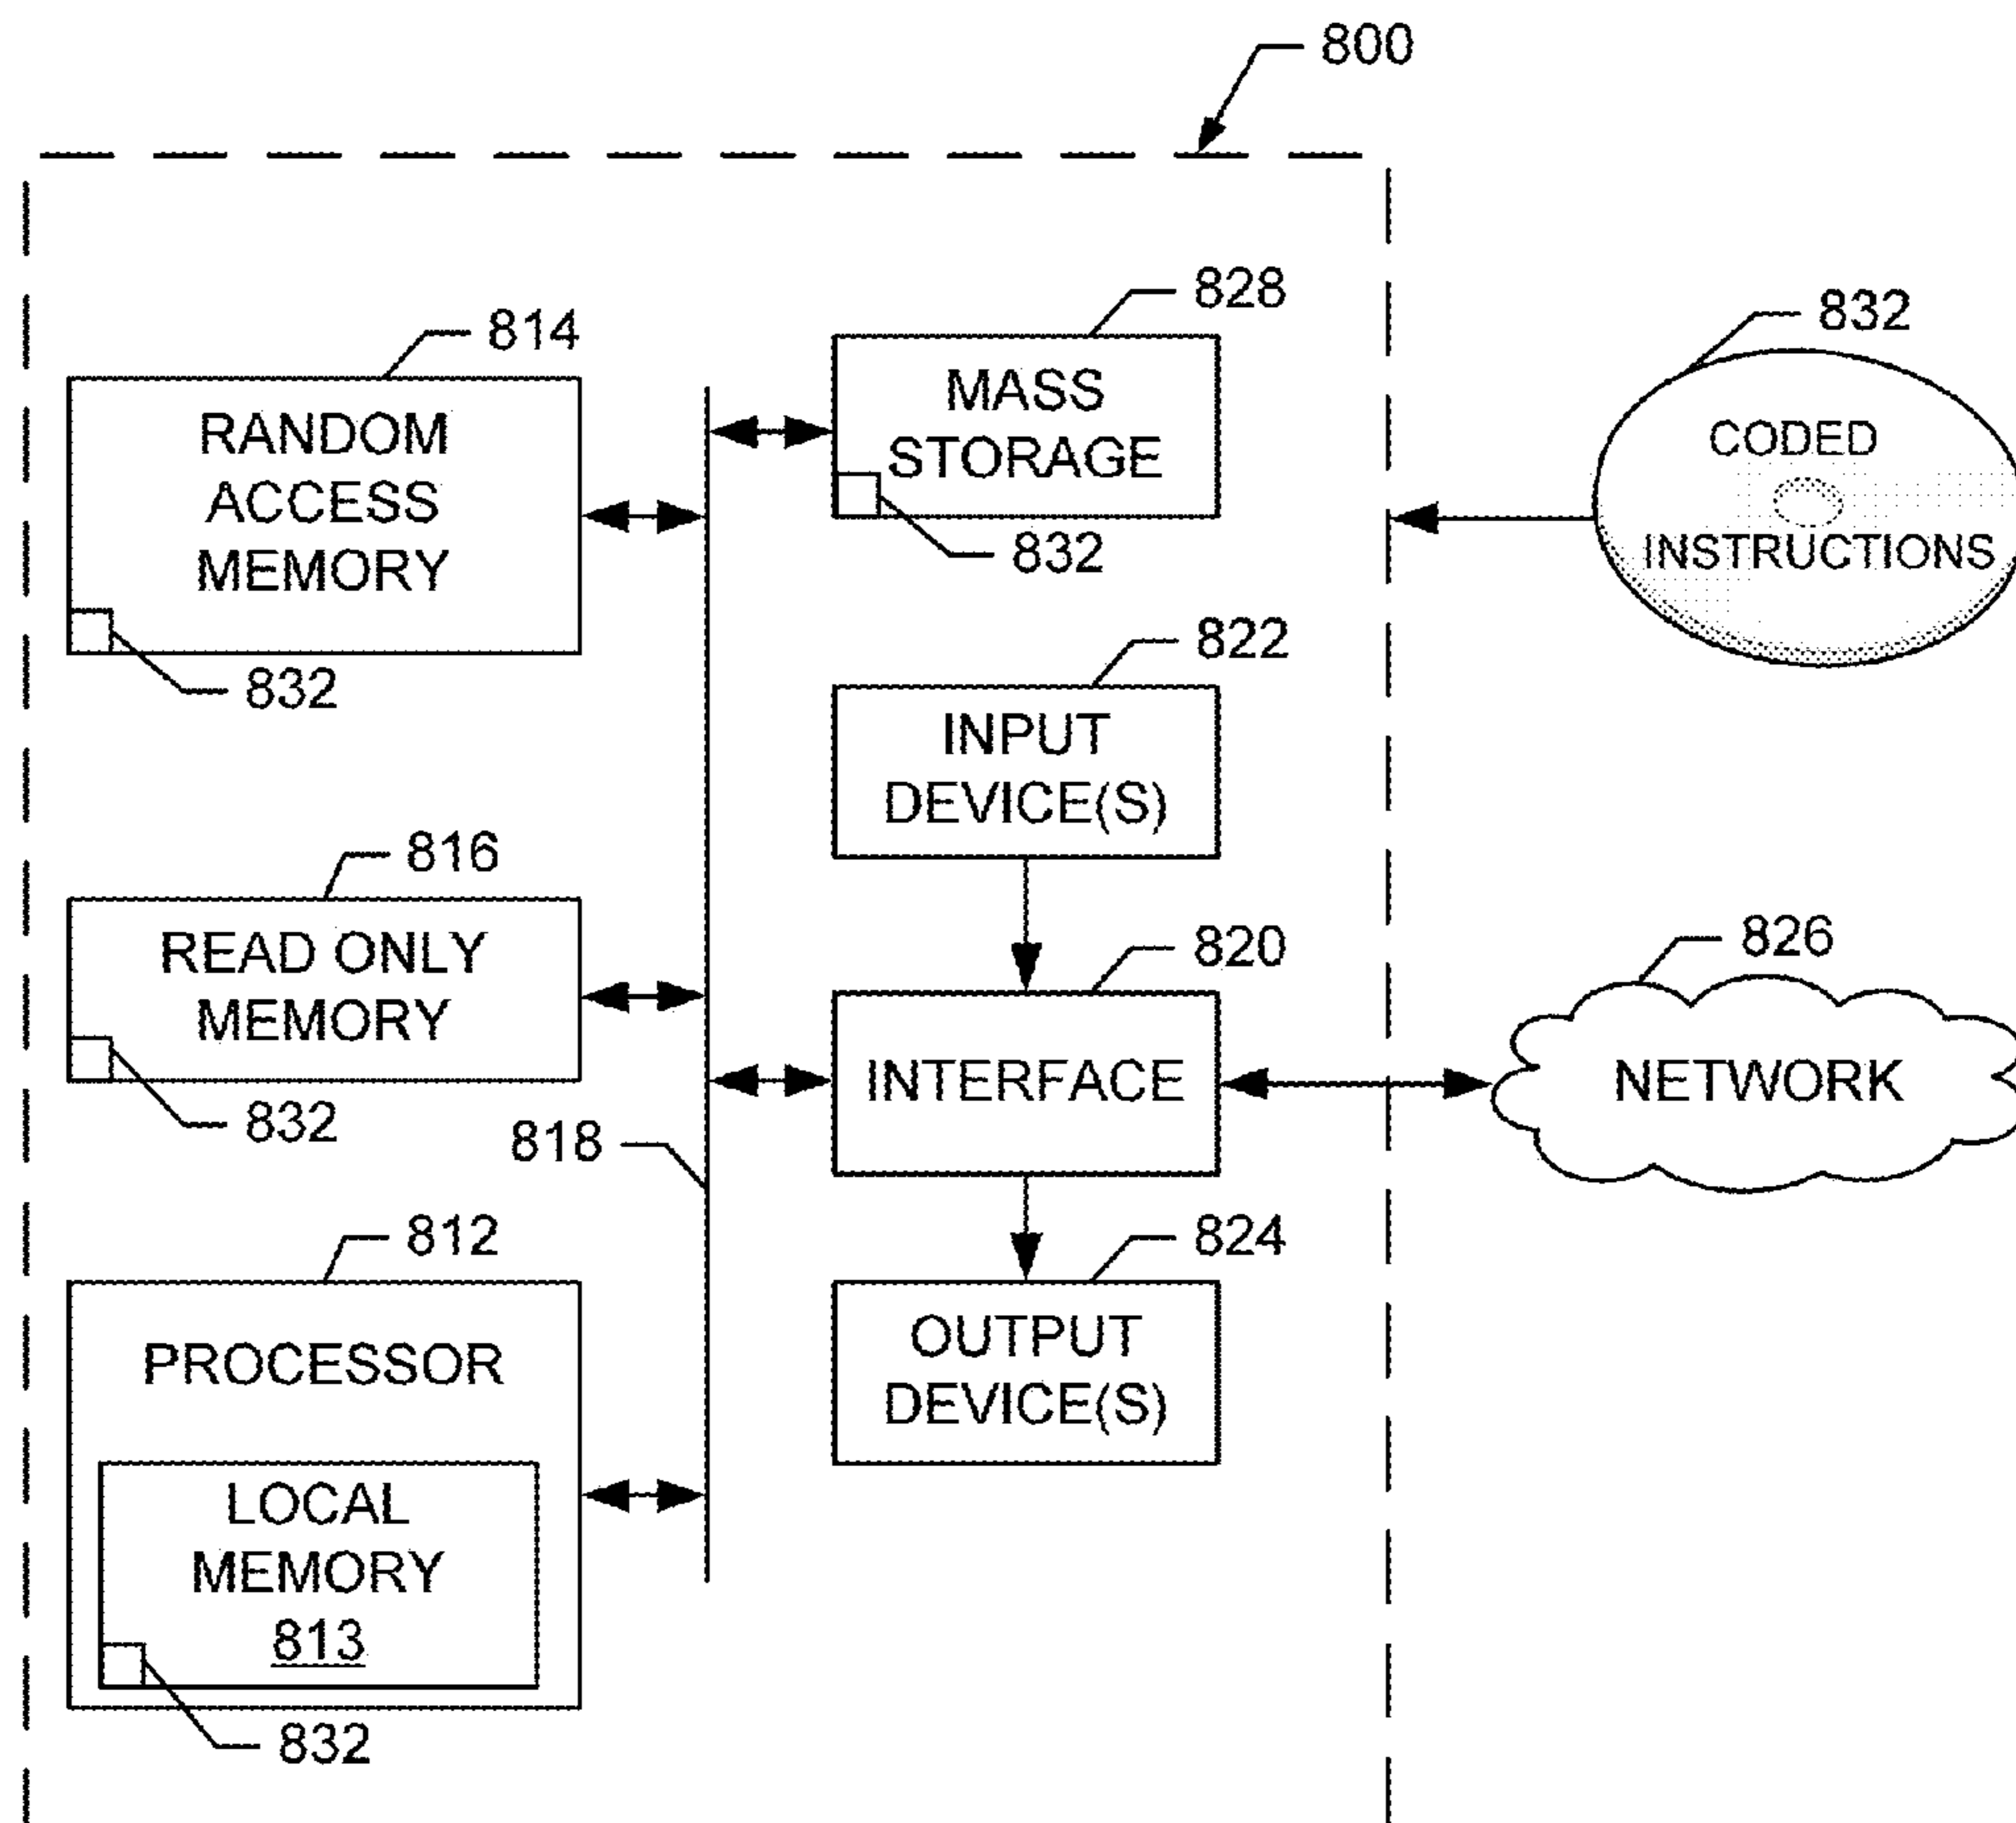 800
828
814
832
MASS
STORAGE
RANDOM
ACCESS
MEMORY
CODED
INSTRUCTIONS
832
832
822
INPUT
DEVICE(S)
816
820
826
READ ONLY
MEMORY
INTERFACE
NETWORK
832
818
812
824
OUTPUT
DEVICE(S)
PROCESSOR
LOCAL
MEMORY
813
832